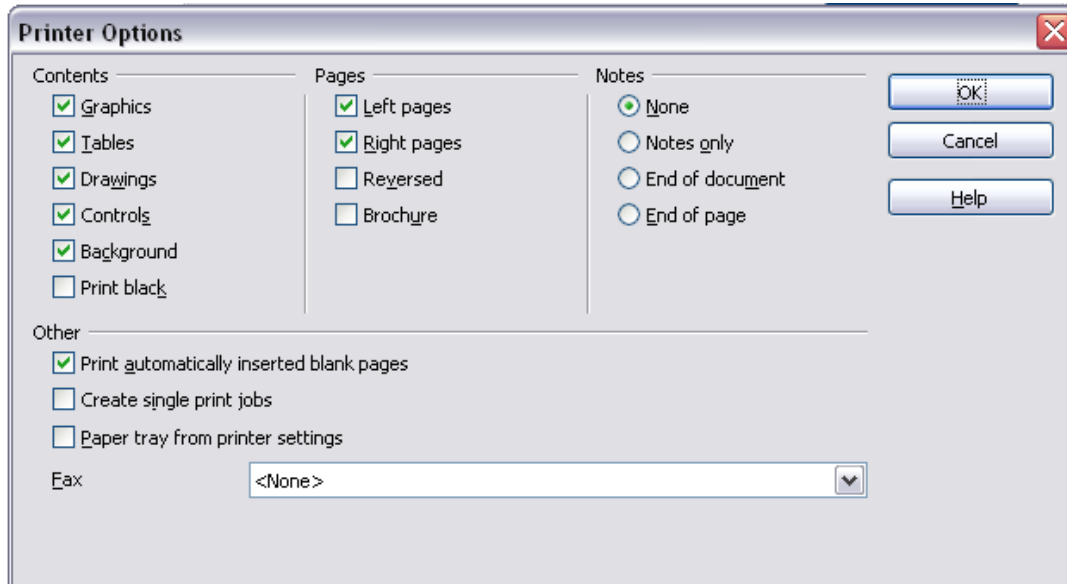 Printer Options
Contents
Graphics
Tables
Drawings
Controls
Background
Print black
Pages
Left pages
Right pages
Reversed
Brochure
Notes
None
Notes only
End of document
End of page
OK
Cancel
Help
Other
Print automatically inserted blank pages
Create single print jobs
Paper tray from printer settings
Fax
<None>